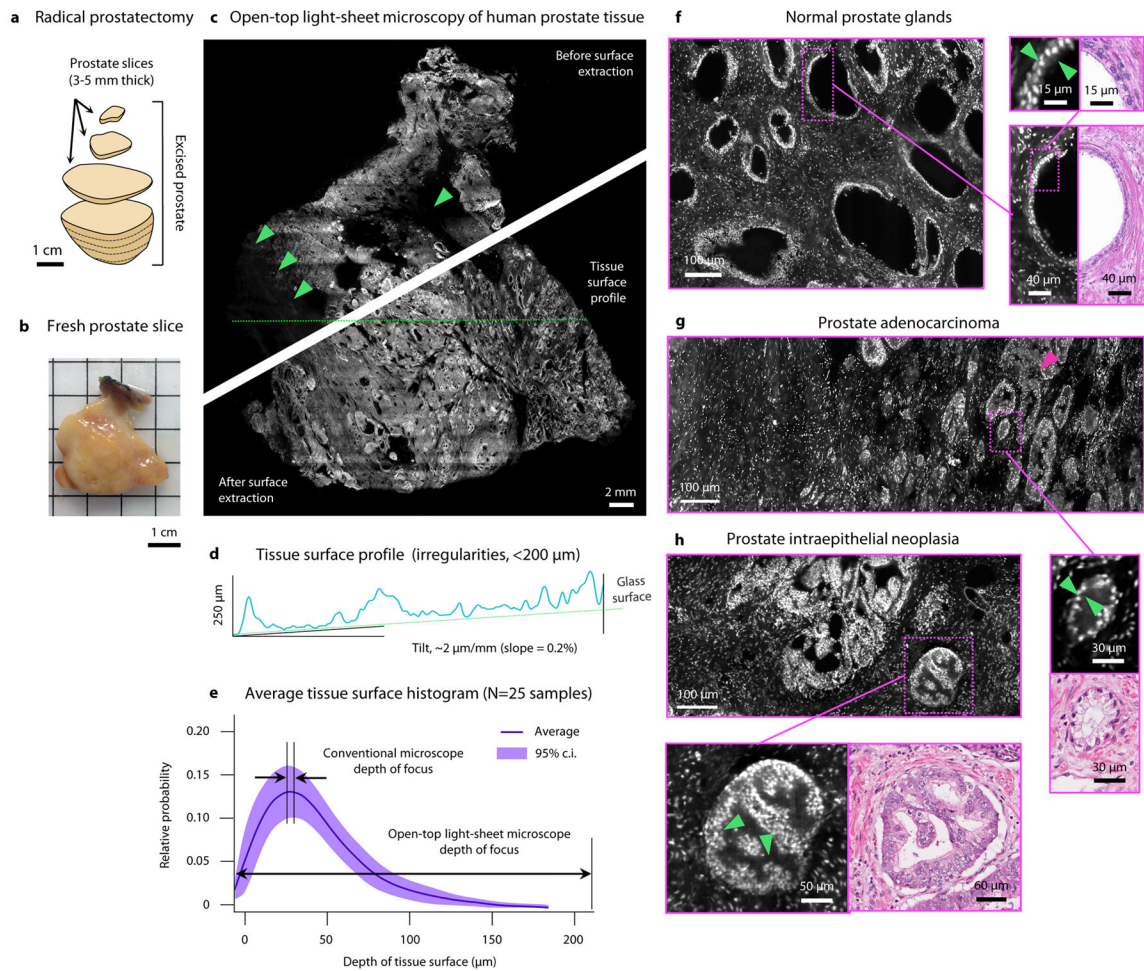 a Radical prostatectomy
Prostate slices
(3-5 mm thick)
Excised prostate
1 cm
b Fresh prostate slice
1 cm
c Open-top light-sheet microscopy of human prostate tissue
Before surface
extraction
Tissue
surface
profile
After surface
extraction
2 mm
d Tissue surface profile (irregularities, <200 µm)
250 µm
Glass
surface
Tilt, ~2 µm/mm (slope = 0.2%)
e Average tissue surface histogram (N=25 samples)
Relative probability
0.20
0.15
0.10
0.05
0
Average
95% c.i.
Conventional microscope
depth of focus
Open-top light-sheet microscope
depth of focus
0 50 100 150 200
Depth of tissue surface (µm)
f Normal prostate glands
100 µm
15 µm
15 µm
40 µm
40 µm
g Prostate adenocarcinoma
100 µm
30 µm
30 µm
h Prostate intraepithelial neoplasia
100 µm
50 µm
60 µm